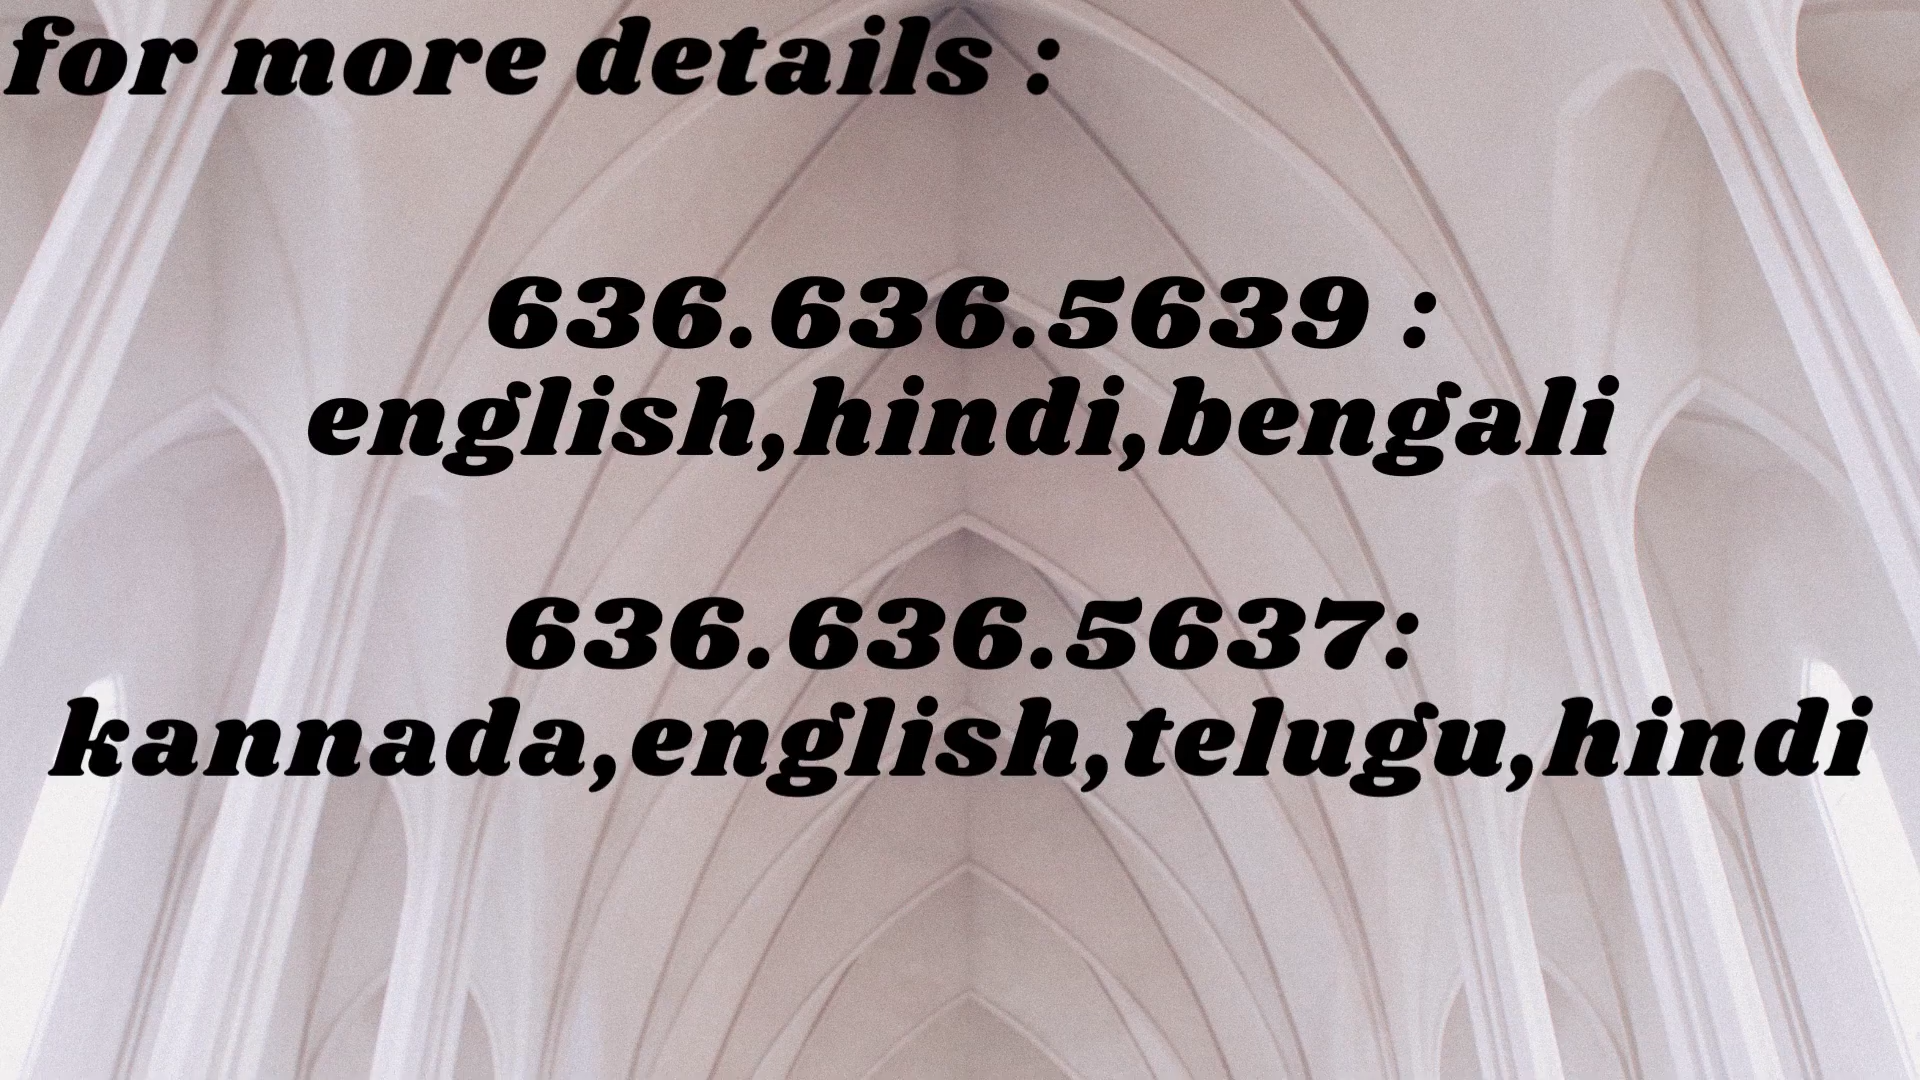 for more details :
636.636.5639 :
english,hindi,bengali
636.636.5637:
kannada,english,telugu,hindi